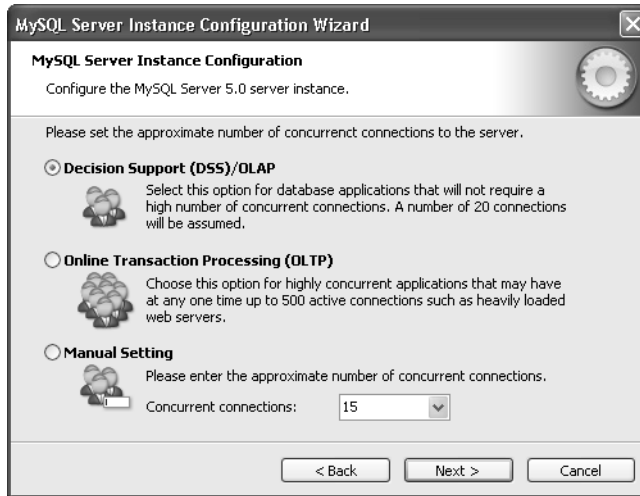 MySQL Server Instance Configuration Wizard
MySQL Server Instance Configuration
Configure the MySQL Server 5.0 server instance.
Please set the approximate number of concurrenct connections to the server.
Decision Support (DSS)/OLAP
Select this option for database applications that will not require a
high number of concurrent connections. A number of 20 connections
will be assumed.
Online Transaction Processing (OLTP)
Choose this option for highly concurrent applications that may have
at any one time up to 500 active connections such as heavily loaded
web servers.
Manual Setting
Please enter the approximate number of concurrent connections.
Concurrent connections: 15
< Back Next > Cancel